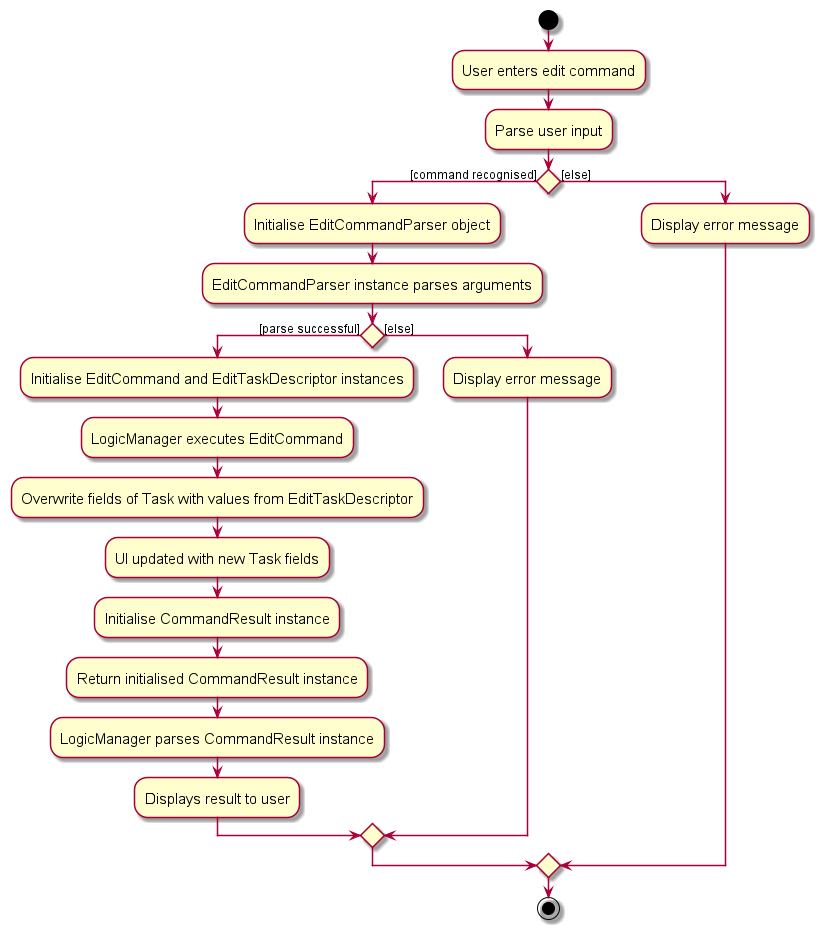 User enters edit command
Parse user input
[command recognised]
[else]
Initialise EditCommandParser object
Display error message
EditCommandParser instance parses arguments
[parse successful]
[else]
Initialise EditCommand and EditTaskDescriptor instances
Display error message
LogicManager executes EditCommand
Overwrite fields of Task with values from EditTaskDescriptor
UI updated with new Task fields
Initialise CommandResult instance
Return initialised CommandResult instance
LogicManager parses CommandResult instance
Displays result to user